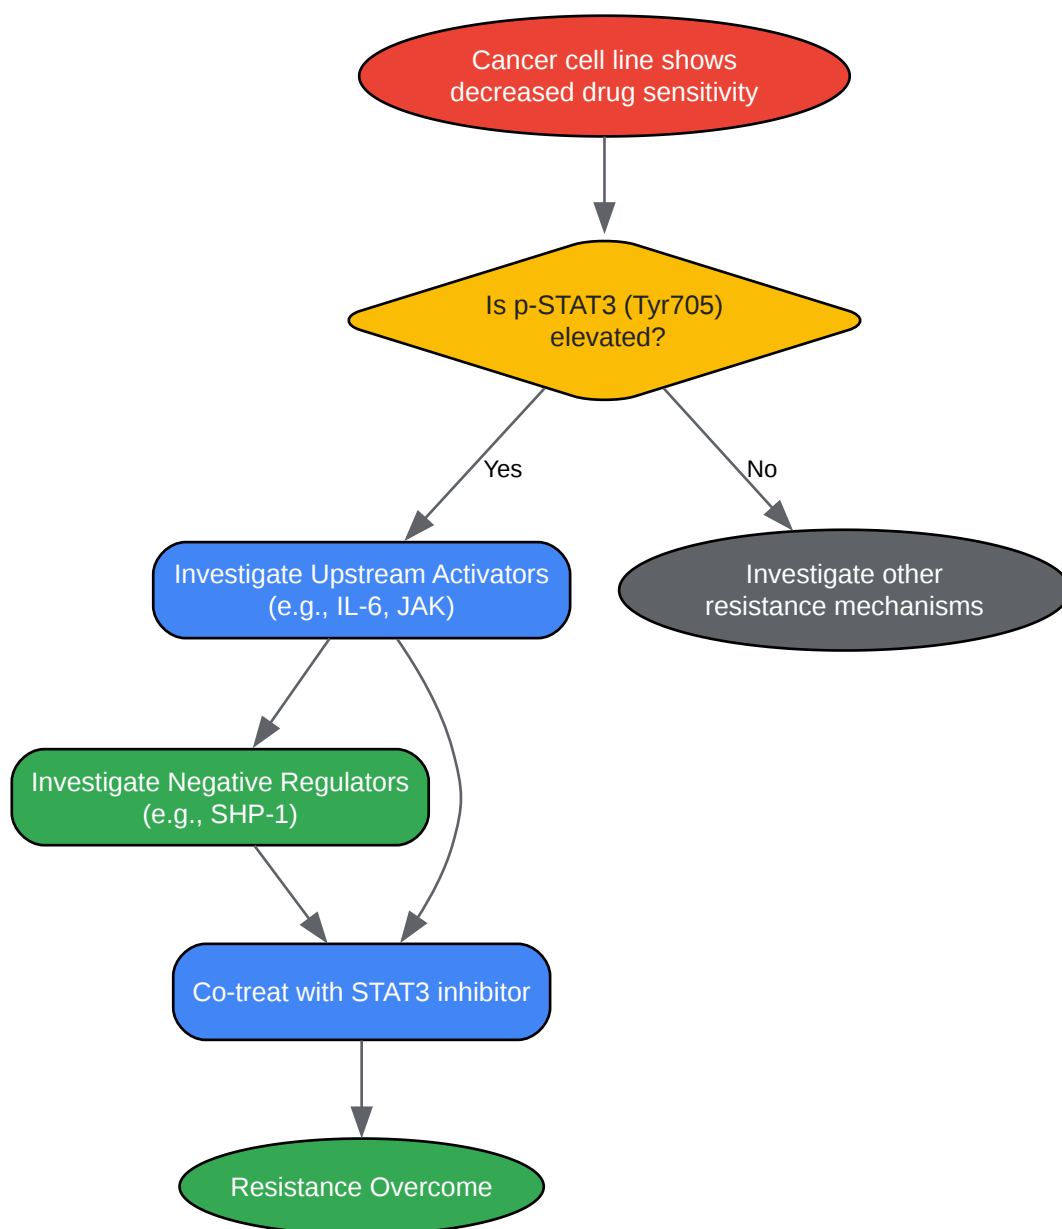 Cancer cell line shows
decreased drug sensitivity
Is p-STAT3 (Tyr705)
elevated?
Yes
No
Investigate Upstream Activators
(e.g., IL-6, JAK)
Investigate other
resistance mechanisms
Investigate Negative Regulators
(e.g., SHP-1)
Co-treat with STAT3 inhibitor
Resistance Overcome